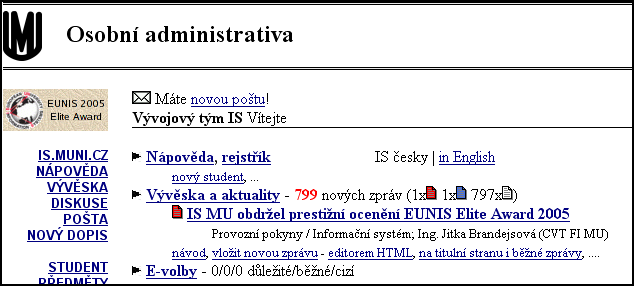 Osobní administrativa
EUNIS 2005
Elite Award
Máte novou poštu!
Vývojový tým IS Vítejte
IS.MUNI.CZ
NÁPOVĚDA
VÝVĚSKA
DISKUSE
POŠTA
NOVÝ DOPIS
STUDENT
PŘEDMĚTY
Nápověda, rejstřík IS česky | in English
nový student, ...
Vývěska a aktuality - 799 nových zpráv (1x 1x 797x)
IS MU obdržel prestižní ocenění EUNIS Elite Award 2005
Provozní pokyny / Informační systém; Ing. Jitka Brandejsová (CVT FI MU)
návod, vložit novou zprávu - editorem HTML, na titulní stranu i běžné zprávy, ....
E-volby - 0/0/0 důležité/běžné/cizí